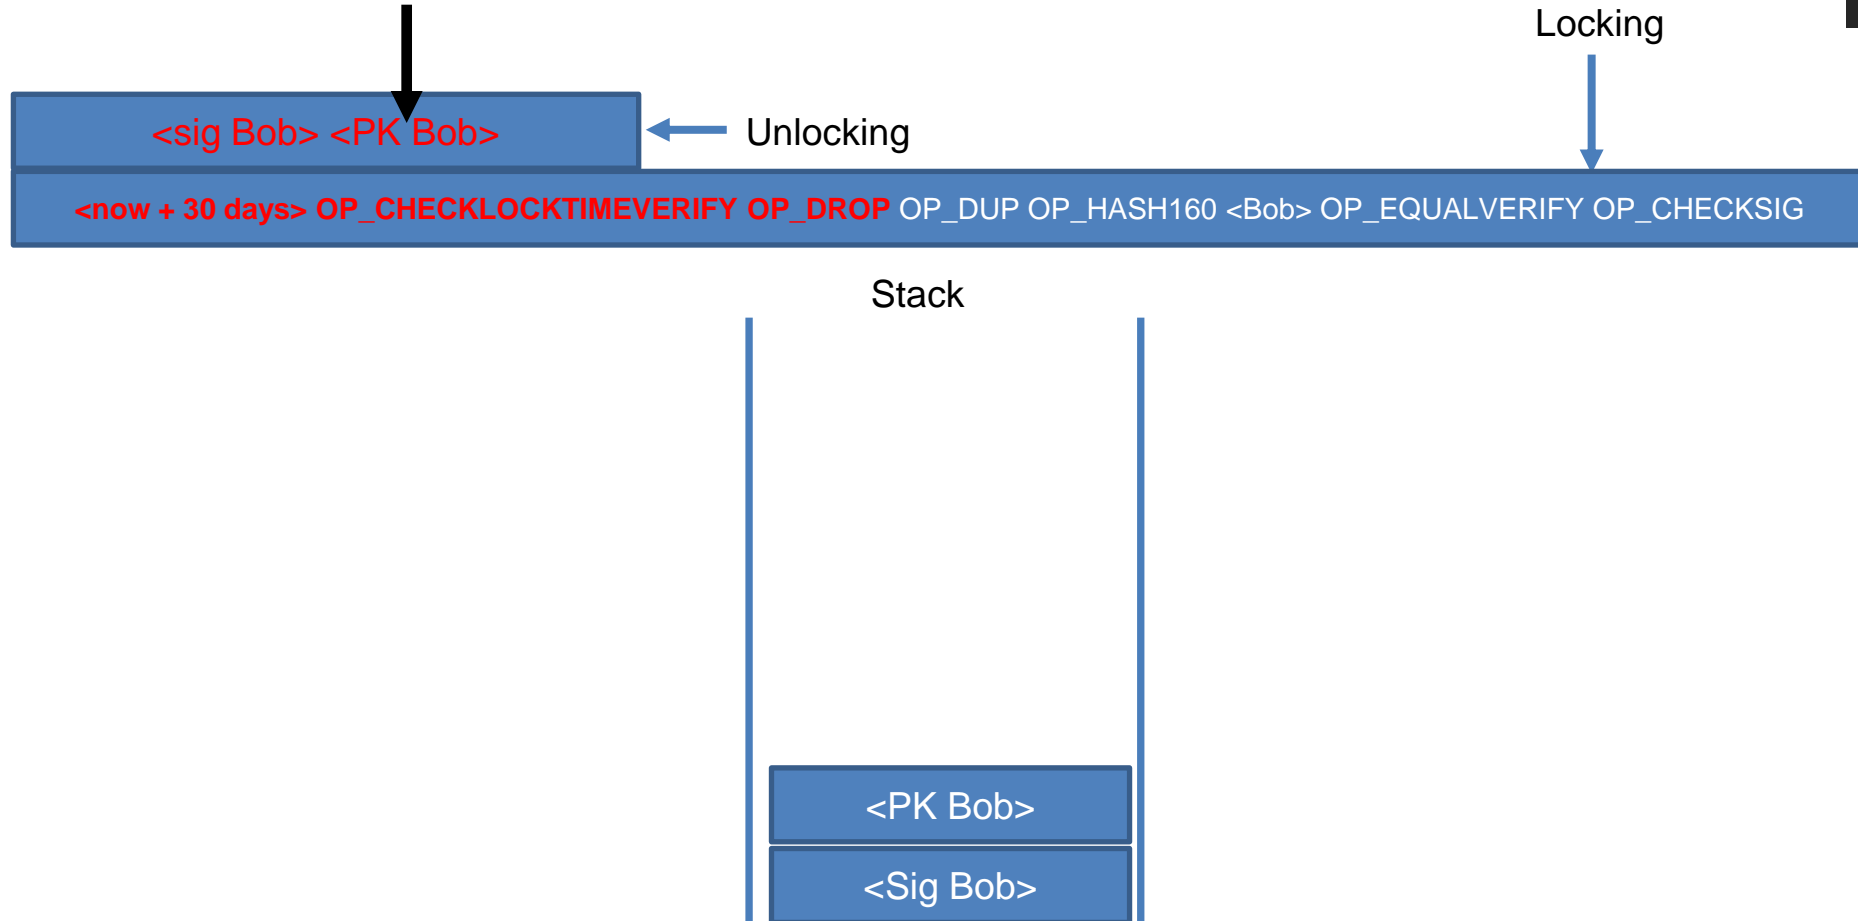 Locking
<sig Bob> <PK Bob>
Unlocking
<now + 30 days> OP_CHECKLOCKTIMEVERIFY OP_DROP OP_DUP OP_HASH160 <Bob> OP_EQUALVERIFY OP_CHECKSIG
Stack
<PK Bob>
<Sig Bob>